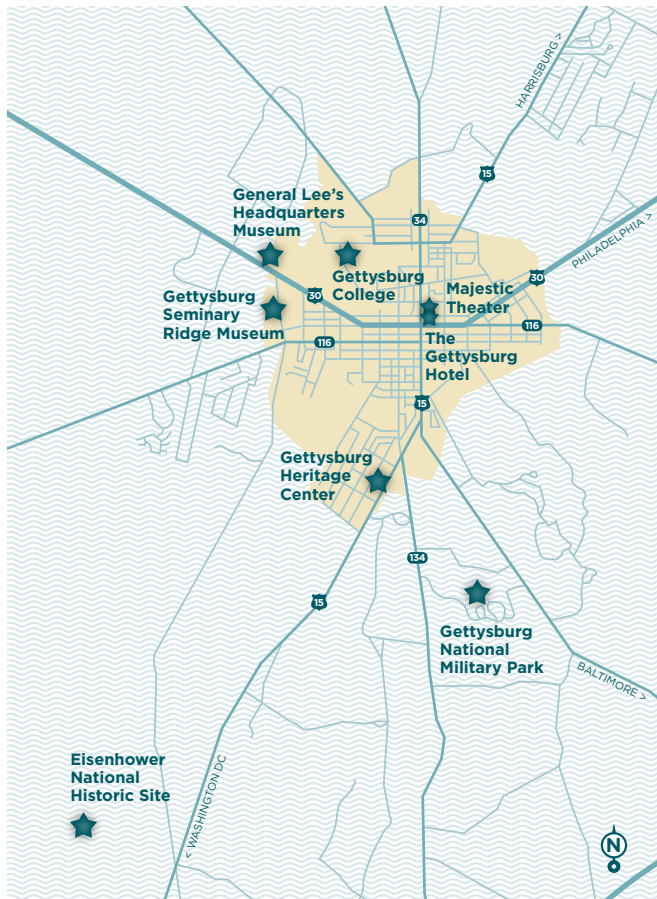 HARRISBURG >
15
General Lee's
Headquarters
Museum
34
PHILADELPHIA >
Gettysburg
College
30
Majestic
Theater
Gettysburg
Seminary
Ridge Museum
30
116
116
The
Gettysburg
Hotel
15
Gettysburg
Heritage
Center
134
15
Gettysburg
National
Military Park
BALTIMORE >
Eisenhower
National
Historic Site
< WASHINGTON DC
N